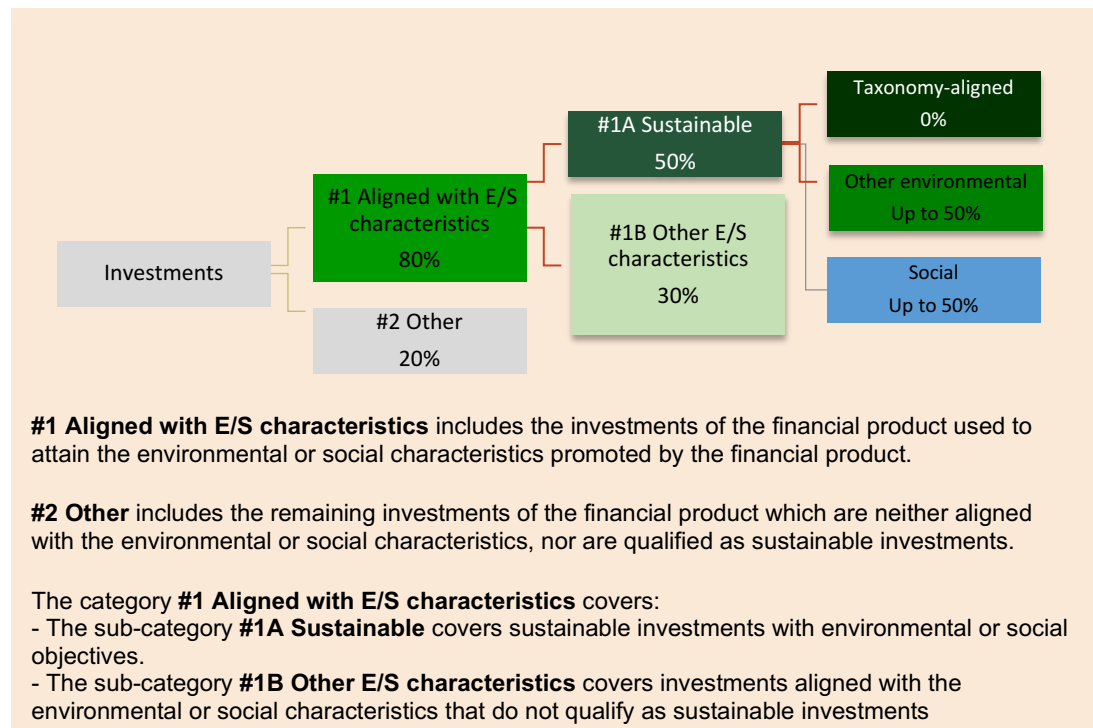 Taxonomy-aligned
0%
#1A Sustainable
50%
#1 Aligned with E/S
characteristics
80%
Other environmental
Up to 50%
Investments
#1B Other E/S
characteristics
30%
Social
Up to 50%
#2 Other
20%
#1 Aligned with E/S characteristics includes the investments of the financial product used to
attain the environmental or social characteristics promoted by the financial product.
#2 Other includes the remaining investments of the financial product which are neither aligned
with the environmental or social characteristics, nor are qualified as sustainable investments.
The category #1 Aligned with E/S characteristics covers:
- The sub-category #1A Sustainable covers sustainable investments with environmental or social
objectives.
- The sub-category #1B Other E/S characteristics covers investments aligned with the
environmental or social characteristics that do not qualify as sustainable investments